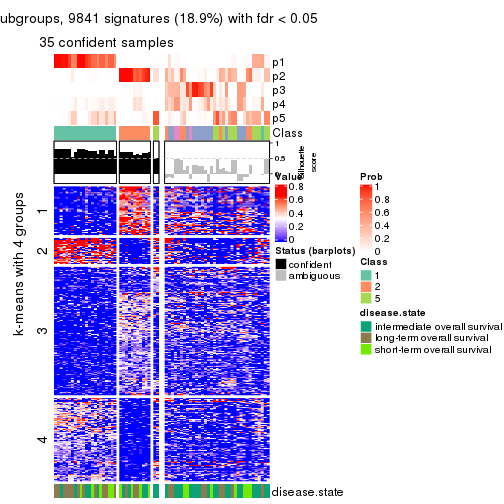 ubgroups, 9841 signatures (18.9%) with fdr < 0.05
35 confident samples
p1
p2
p3
p4
p5
Class
1
0.5
0
Silhouette
score
k-means with 4 groups
1
2
3
4
Value
0.8
0.6
0.4
0.2
0
Status (barplots)
confident
ambiguous
Prob
1
0.8
0.6
0.4
0.2
0
Class
1
2
5
disease.state
intermediate overall survival
long-term overall survival
short-term overall survival
disease.state